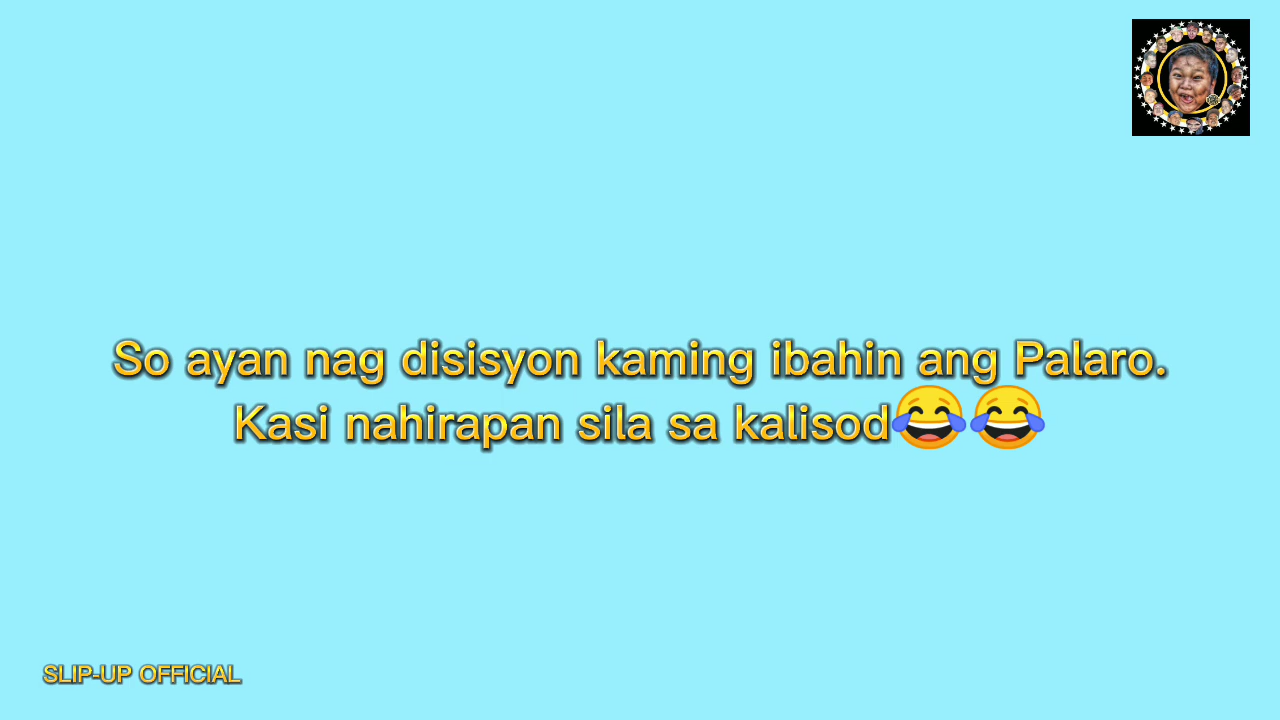 So ayan nag disisyon kaming ibahin ang Palaro.
Kasi nahirapan sila sa kalisod😂😂
SLIP-UP OFFICIAL